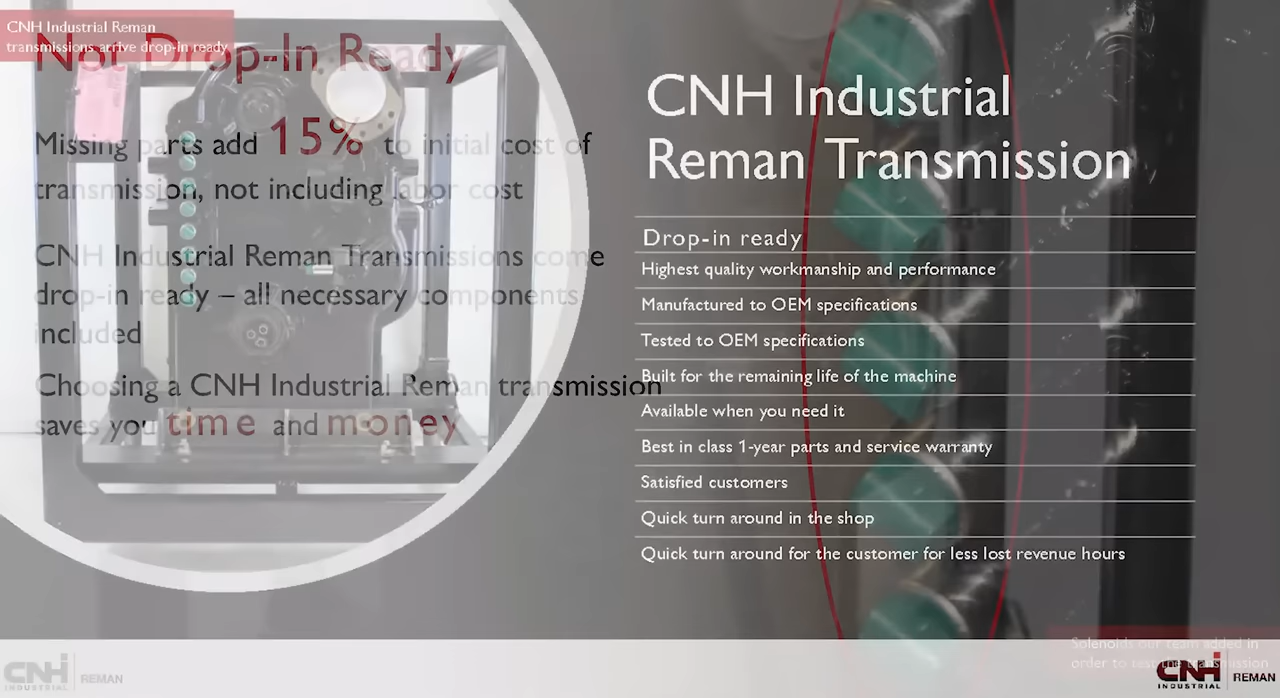 CNH Industrial Reman
transmissions arrive drop-in ready
Not Drop-In Ready
Missing parts add 15% to initial cost of
transmission, not including labor cost
CNH Industrial Reman Transmissions come
drop-in ready – all necessary components
included
Choosing a CNH Industrial Reman transmission
saves you time and money
CNH Industrial
Reman Transmission
Drop-in ready
Highest quality workmanship and performance
Manufactured to OEM specifications
Tested to OEM specifications
Built for the remaining life of the machine
Available when you need it
Best in class 1-year parts and service warranty
Satisfied customers
Quick turn around in the shop
Quick turn around for the customer for less lost revenue hours
Splenoids our team added in
order to test the transmission
CNH
INDUSTRIAL
REMAN
CNH
INDUSTRIAL
REMAN